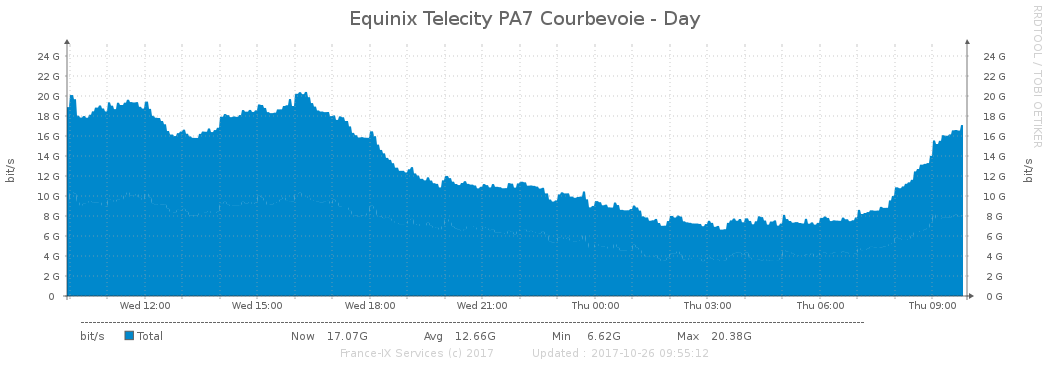 Equinix Telecity PA7 Courbevoie - Day
RRDTOOL / TOBI OETIKER
bit/s
24 G 24 G
22 G 22 G
20 G 20 G
18 G 18 G
16 G 16 G
14 G 14 G
12 G 12 G
10 G 10 G
8 G 8 G
6 G 6 G
4 G 4 G
2 G 2 G
0 0 G
bit/s
Wed 12:00 Wed 15:00 Wed 18:00 Wed 21:00 Thu 00:00 Thu 03:00 Thu 06:00 Thu 09:00
bit/s Total Now 17.07G Avg 12.66G Min 6.62G Max 20.38G
France-IX Services (c) 2017 Updated : 2017-10-26 09:55:12